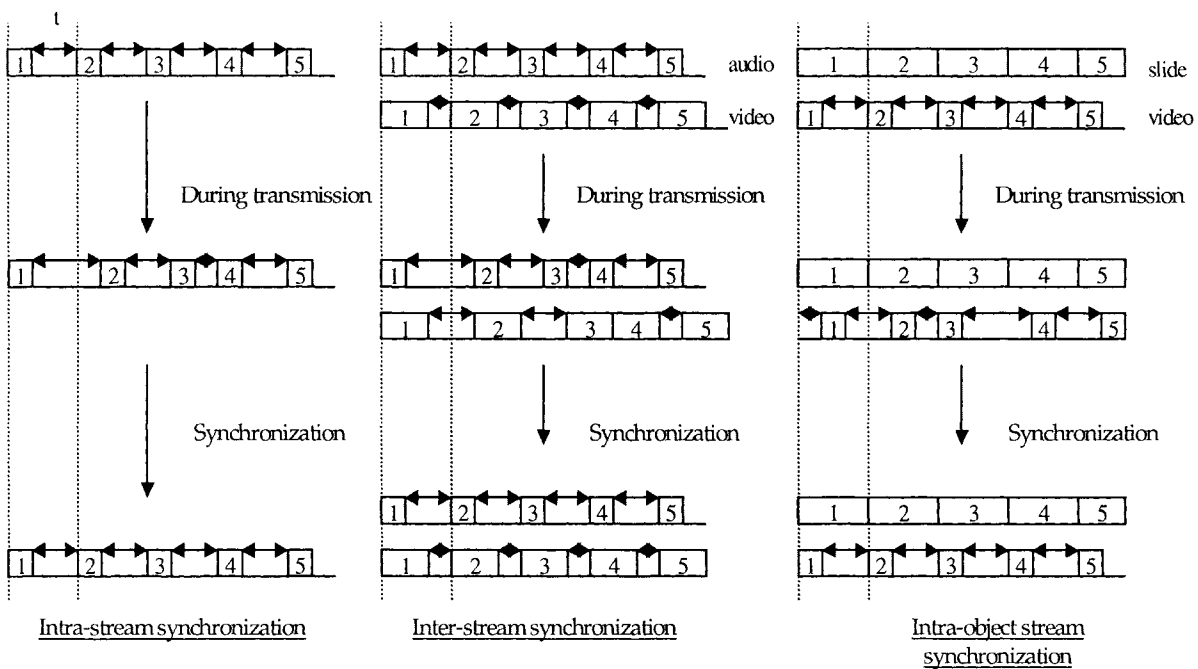 t
1 2 3 4 5
1 2 3 4 5 audio
1 2 3 4 5 video
1 2 3 4 5 slide
1 2 3 4 5 video
During transmission
During transmission
During transmission
1 2 3 4 5
1 2 3 4 5
1 2 3 4 5
1 2 3 4 5
1 2 3 4 5
Synchronization
Synchronization
Synchronization
1 2 3 4 5
1 2 3 4 5
1 2 3 4 5
1 2 3 4 5
1 2 3 4 5
Intra-stream synchronization
Inter-stream synchronization
Intra-object stream
synchronization